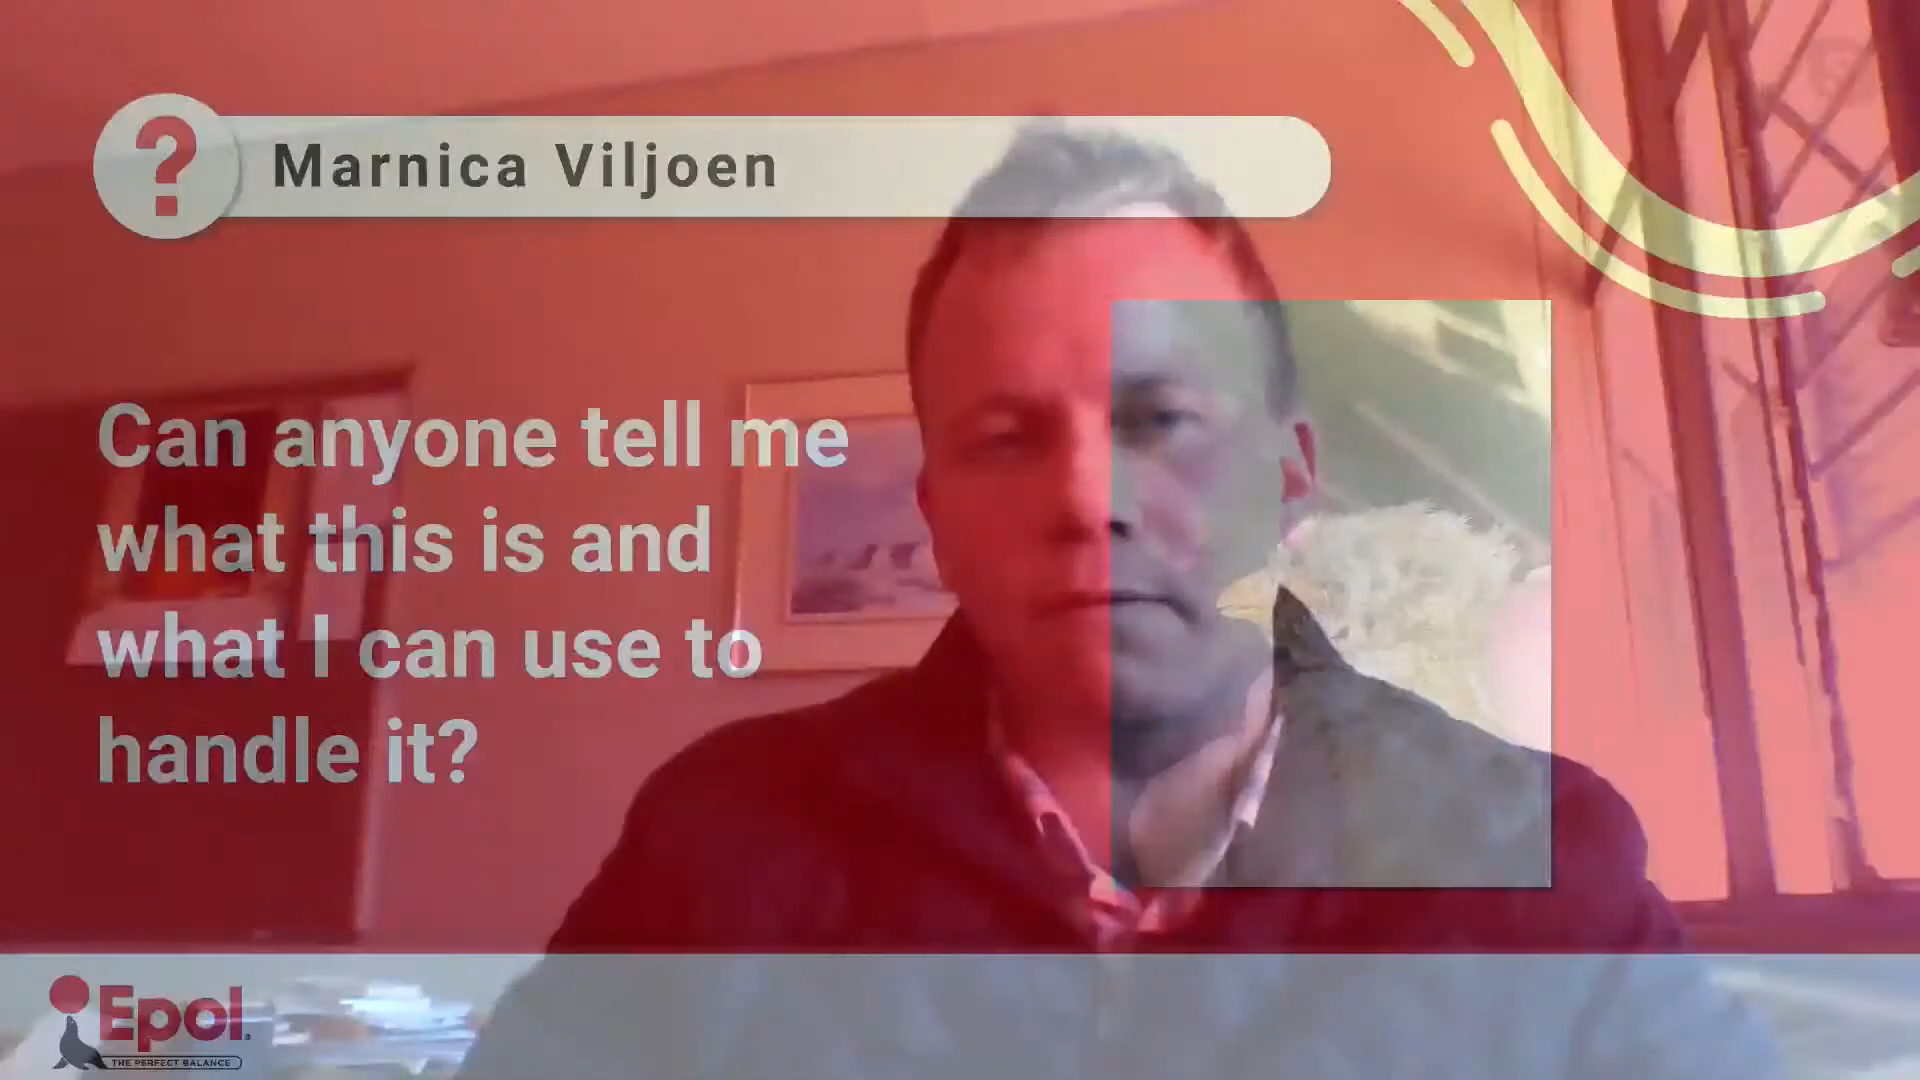 ?
Marnica Viljoen
Can anyone tell me
what this is and
what I can use to
handle it?
Epol
THE PERFECT BALANCE